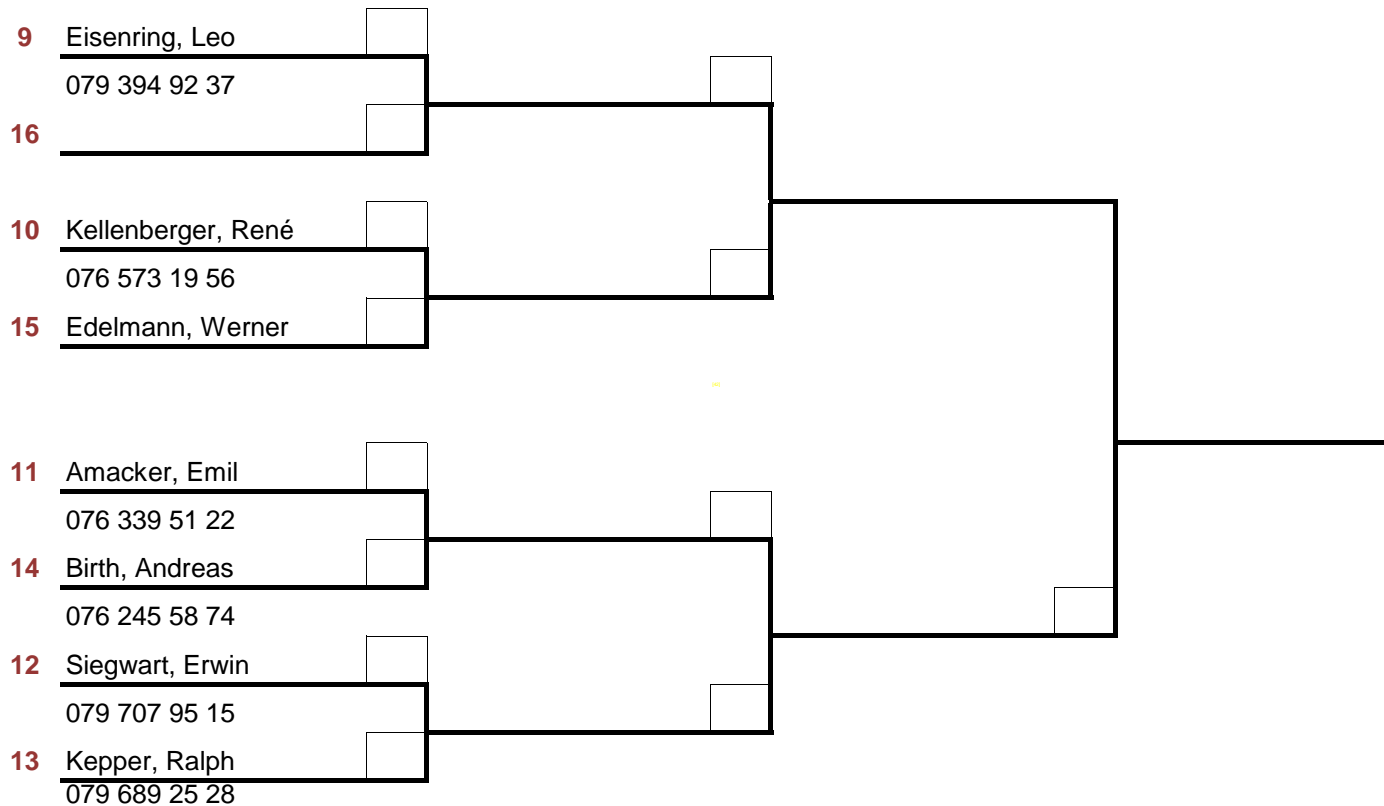 9 Eisenring, Leo
079 394 92 37
16
10 Kellenberger, René
076 573 19 56
15 Edelmann, Werner
11 Amacker, Emil
076 339 51 22
14 Birth, Andreas
076 245 58 74
12 Siegwart, Erwin
079 707 95 15
13 Kepper, Ralph
079 689 25 28